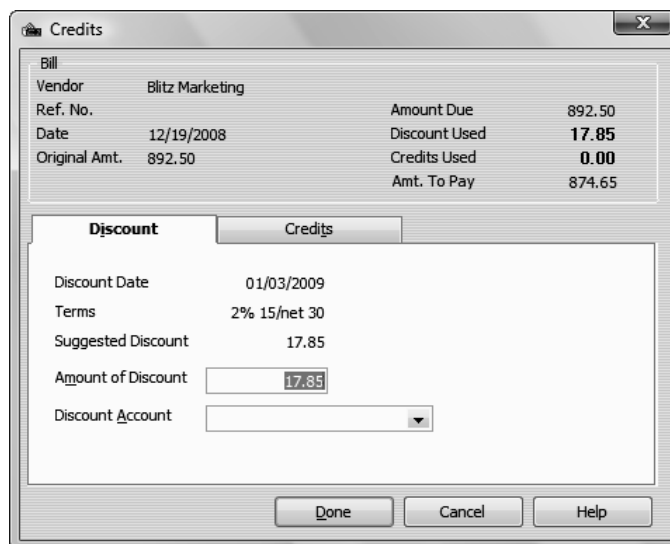 Credits
Bill
Vendor Blitz Marketing
Ref. No. Amount Due 892.50
Date 12/19/2008 Discount Used 17.85
Original Amt. 892.50 Credits Used 0.00
Amt. To Pay 874.65
Discount Credits
Discount Date 01/03/2009
Terms 2% 15/net 30
Suggested Discount 17.85
Amount of Discount 17.85
Discount Account
Done Cancel Help